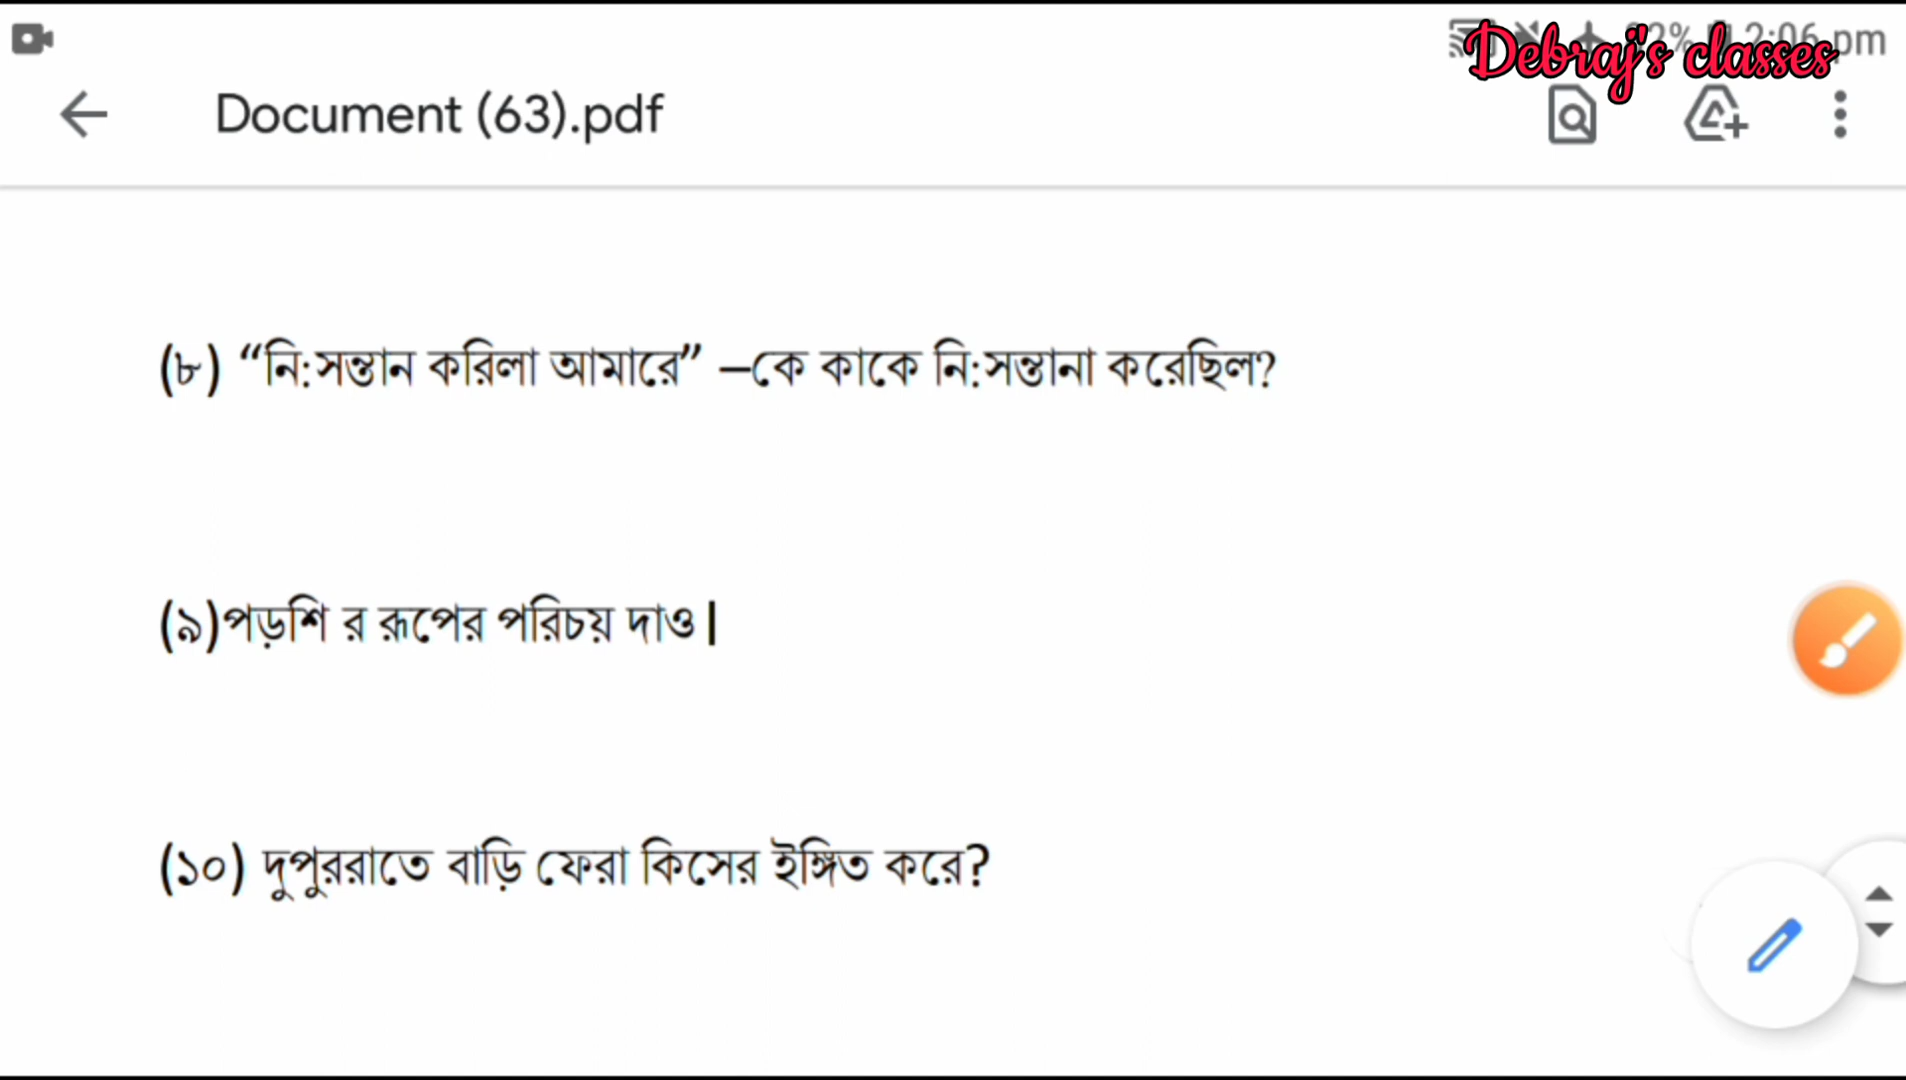 Debraj's classes
pm
Document (63).pdf
(৮) “নি:সন্তান করিলা আমারে” –কে কাকে নি:সন্তানা করেছিল?
(৯)পড়শি র রূপের পরিচয় দাও|
(১০) দুপুররাতে বাড়ি ফেরা কিসের ইঙ্গিত করে?